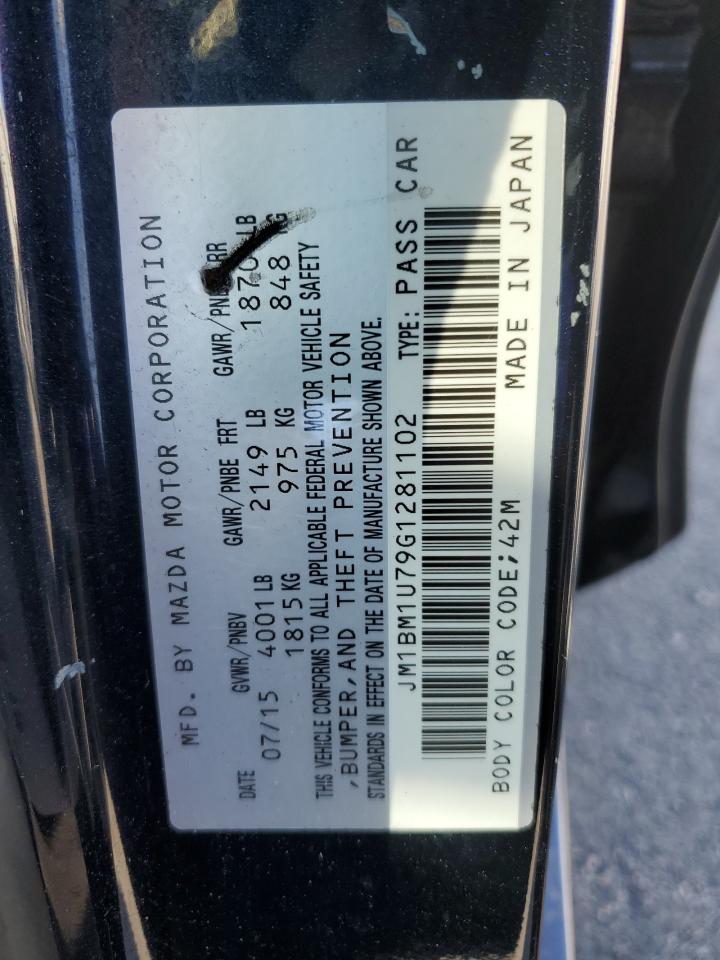 MFD. BY MAZDA MOTOR CORPORATION
DATE GVWR/PNBV GAWR/PNBE FRT GAWR/ RR
07/15 4001 LB 2149 LB LB
1815 KG 975 KG 848 KG
THIS VEHICLE CONFORMS TO ALL APPLICABLE FEDERAL MOTOR VEHICLE SAFETY
,BUMPER,AND THEFT PREVENTION
STANDARDS IN EFFECT ON THE DATE OF MANUFACTURE SHOWN ABOVE.
JM1BM1U79G1281102 TYPE: PASS CAR
BODY COLOR CODE;42M MADE IN JAPAN